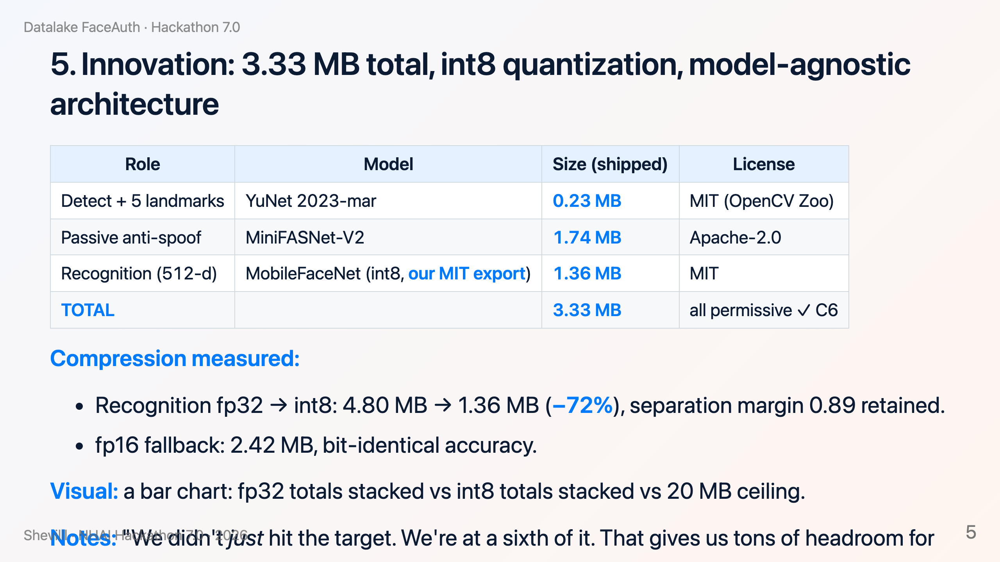 Datalake FaceAuth · Hackathon 7.0
5. Innovation: 3.33 MB total, int8 quantization, model-agnostic
architecture
Role Model Size (shipped) License
Detect + 5 landmarks YuNet 2023-mar 0.23 MB MIT (OpenCV Zoo)
Passive anti-spoof MiniFASNet-V2 1.74 MB Apache-2.0
Recognition (512-d) MobileFaceNet (int8, our MIT export) 1.36 MB MIT
TOTAL 3.33 MB all permissive ✓ C6
Compression measured:
• Recognition fp32 → int8: 4.80 MB → 1.36 MB (−72%), separation margin 0.89 retained.
• fp16 fallback: 2.42 MB, bit-identical accuracy.
Visual: a bar chart: fp32 totals stacked vs int8 totals stacked vs 20 MB ceiling.
Notes: "We didn't just hit the target. We're at a sixth of it. That gives us tons of headroom for
· NHAI Hackathon 7.0 · 2026
5